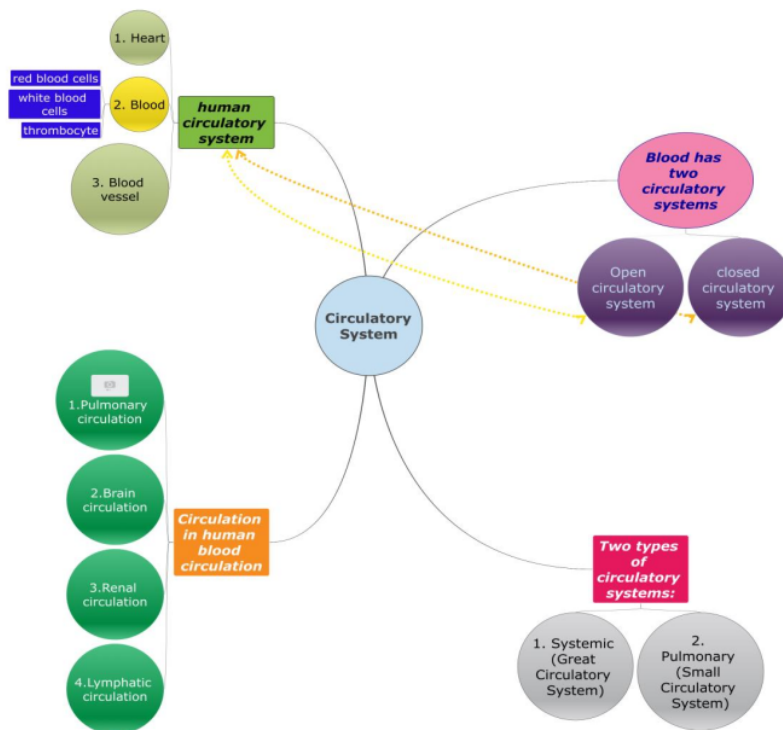 1. Heart
red blood cells
white blood
cells
thrombocyte
2. Blood
human
circulatory
system
3. Blood
vessel
Blood has
two
circulatory
systems
Open
circulatory
system
closed
circulatory
system
Circulatory
System
1.Pulmonary
circulation
2.Brain
circulation
3.Renal
circulation
4.Lymphatic
circulation
Circulation
in human
blood
circulation
Two types
of
circulatory
systems:
1. Systemic
(Great
Circulatory
System)
2.
Pulmonary
(Small
Circulatory
System)